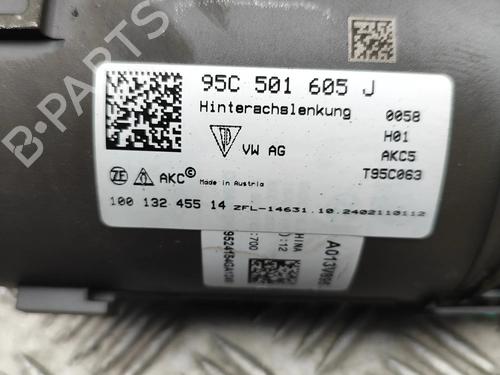 95C 501 605 J
Hinterachslenkung 0058
H01
VW AG AKC5
T95C063
ZF AKC© Made in Austria
100 132 455 14 ZFL-14631.10.2402110112
B-PARTS